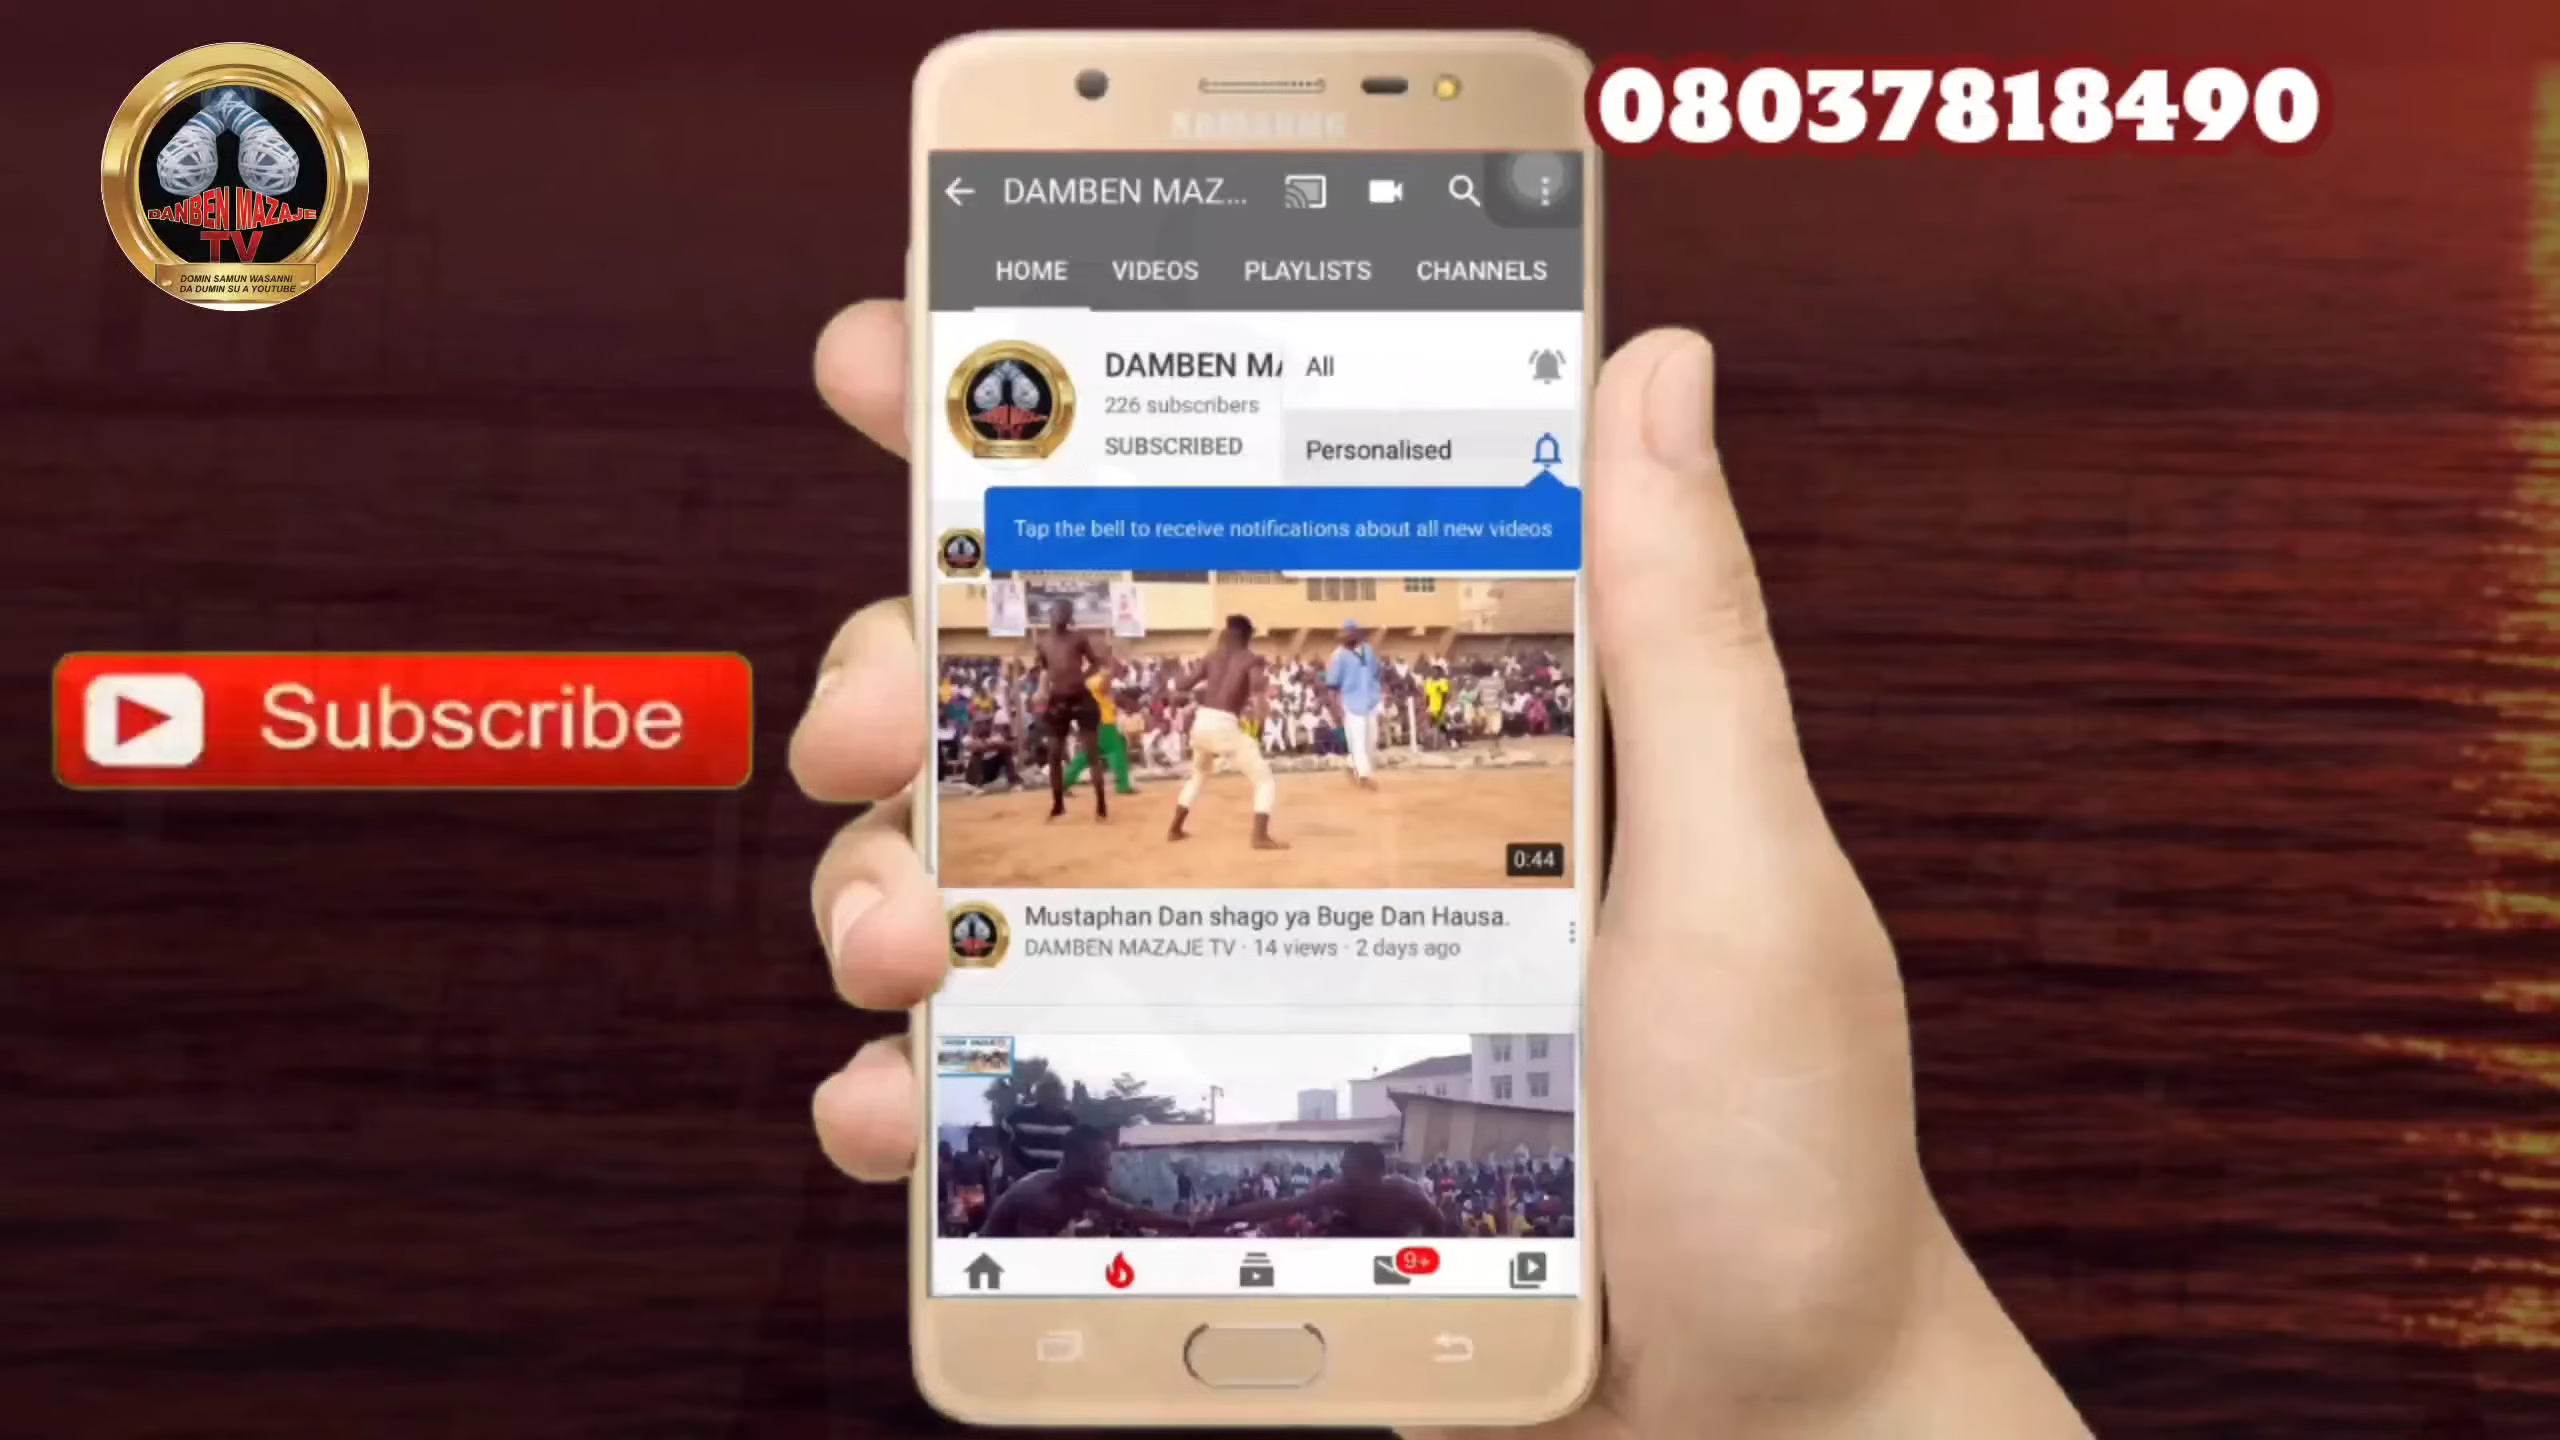 DANBEN MAZAJE
TV
DOMIN SAMUN WASANNI
DA DUMIN SU A YOUTUBE
08037818490
SAMSUNG
DAMBEN MAZ...
HOME VIDEOS PLAYLISTS CHANNELS
DAMBEN MA
226 subscribers
SUBSCRIBED
All
Personalised
Tap the bell to receive notifications about all new videos
Subscribe
0:44
Mustaphan Dan shago ya Buge Dan Hausa.
DAMBEN MAZAJE TV · 14 views · 2 days ago
9+